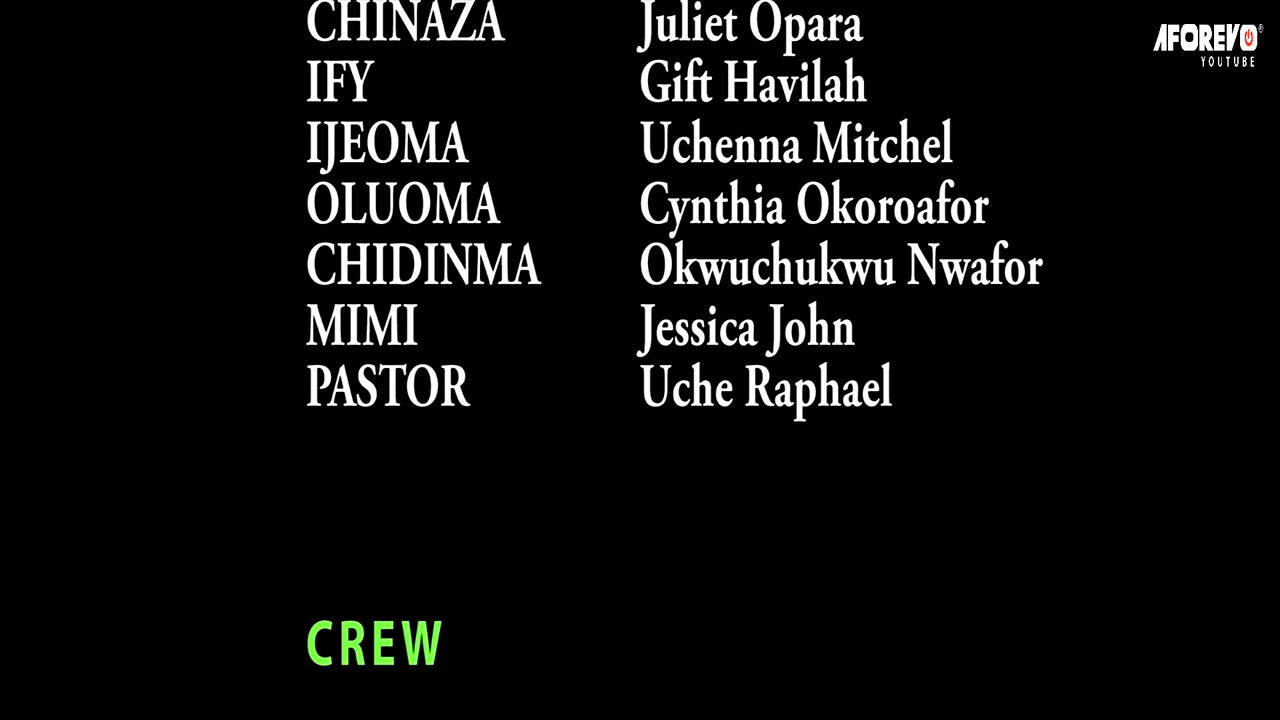 CHINAZA Juliet Opara
IFY Gift Havilah
IJEOMA Uchenna Mitchel
OLUOMA Cynthia Okoroafor
CHIDINMA Okwuchukwu Nwafor
MIMI Jessica John
PASTOR Uche Raphael
CREW
AFOREVO®
YOUTUBE